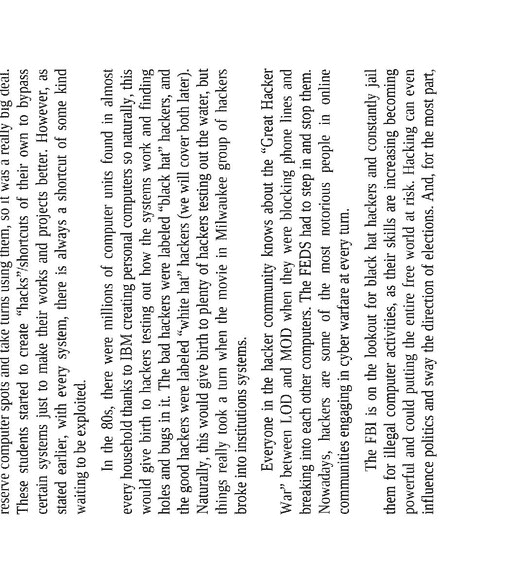 reserve computer spots and take turns using them, so it was a really big deal.
These students started to create “hacks”/shortcuts of their own to bypass
certain systems just to make their works and projects better. However, as
stated earlier, with every system, there is always a shortcut of some kind
waiting to be exploited.
In the 80s, there were millions of computer units found in almost
every household thanks to IBM creating personal computers so naturally, this
would give birth to hackers testing out how the systems work and finding
holes and bugs in it. The bad hackers were labeled “black hat” hackers, and
the good hackers were labeled “white hat” hackers (we will cover both later).
Naturally, this would give birth to plenty of hackers testing out the water, but
things really took a turn when the movie in Milwaukee group of hackers
broke into institutions systems.
Everyone in the hacker community knows about the “Great Hacker
War” between LOD and MOD when they were blocking phone lines and
breaking into each other computers. The FEDS had to step in and stop them.
Nowadays, hackers are some of the most notorious people in online
communities engaging in cyber warfare at every turn.
The FBI is on the lookout for black hat hackers and constantly jail
them for illegal computer activities, as their skills are increasing becoming
powerful and could putting the entire free world at risk. Hacking can even
influence politics and sway the direction of elections. And, for the most part,